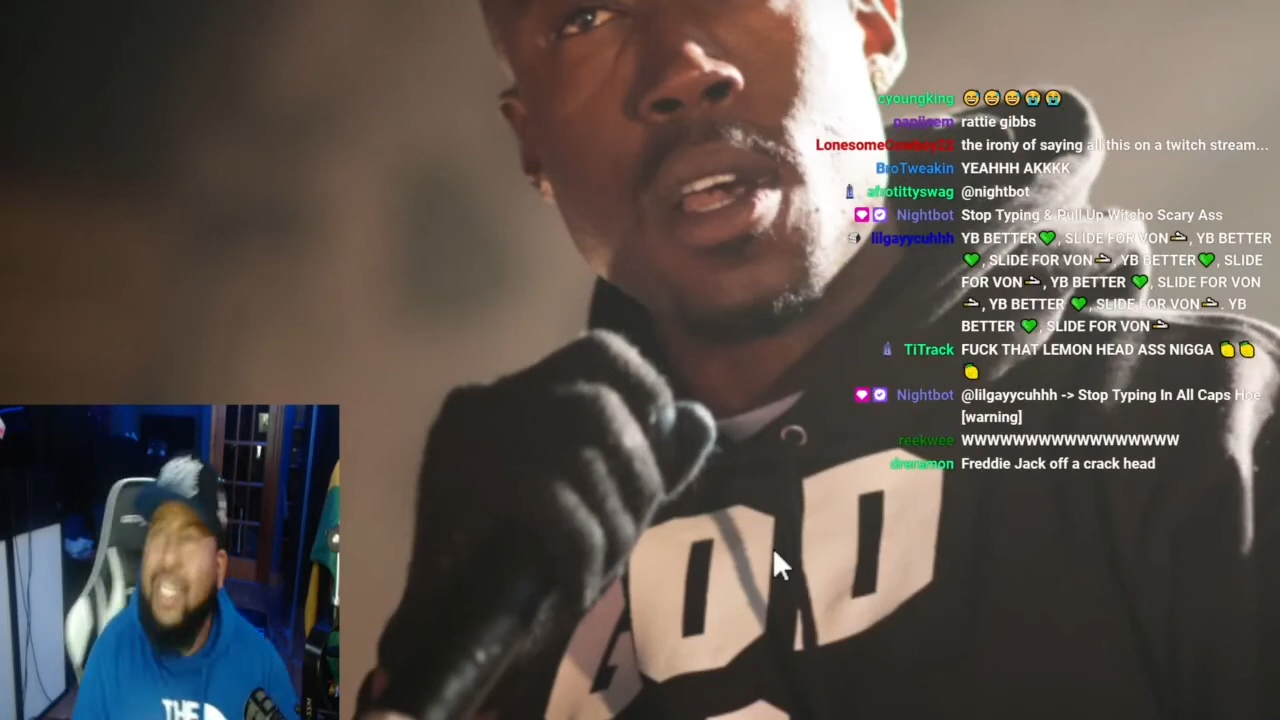 cyoungking 😅😅😅😭😭
papiicem rattie gibbs
the irony of saying all this on a twitch stream...
BroTweakin YEAHHH AKKKK
afrotittyswag @nightbot
Nightbot Stop Typing & Pull Up Witcho Scary Ass
lilgayycuhhh YB BETTER💚, SLIDE FOR VON🚬, YB BETTER
💚, SLIDE FOR VON🚬, YB BETTER💚, SLIDE
FOR VON🚬, YB BETTER 💚, SLIDE FOR VON
🚬, YB BETTER 💚, SLIDE FOR VON🚬. YB
BETTER 💚, SLIDE FOR VON🚬
TiTrack FUCK THAT LEMON HEAD ASS NIGGA 🍋🍋
🍋
Nightbot @lilgayycuhhh -> Stop Typing In All Caps Hoe
[warning]
reekwee WWWWWWWWWWWWWWWWW
Freddie Jack off a crack head
GOOD
THE